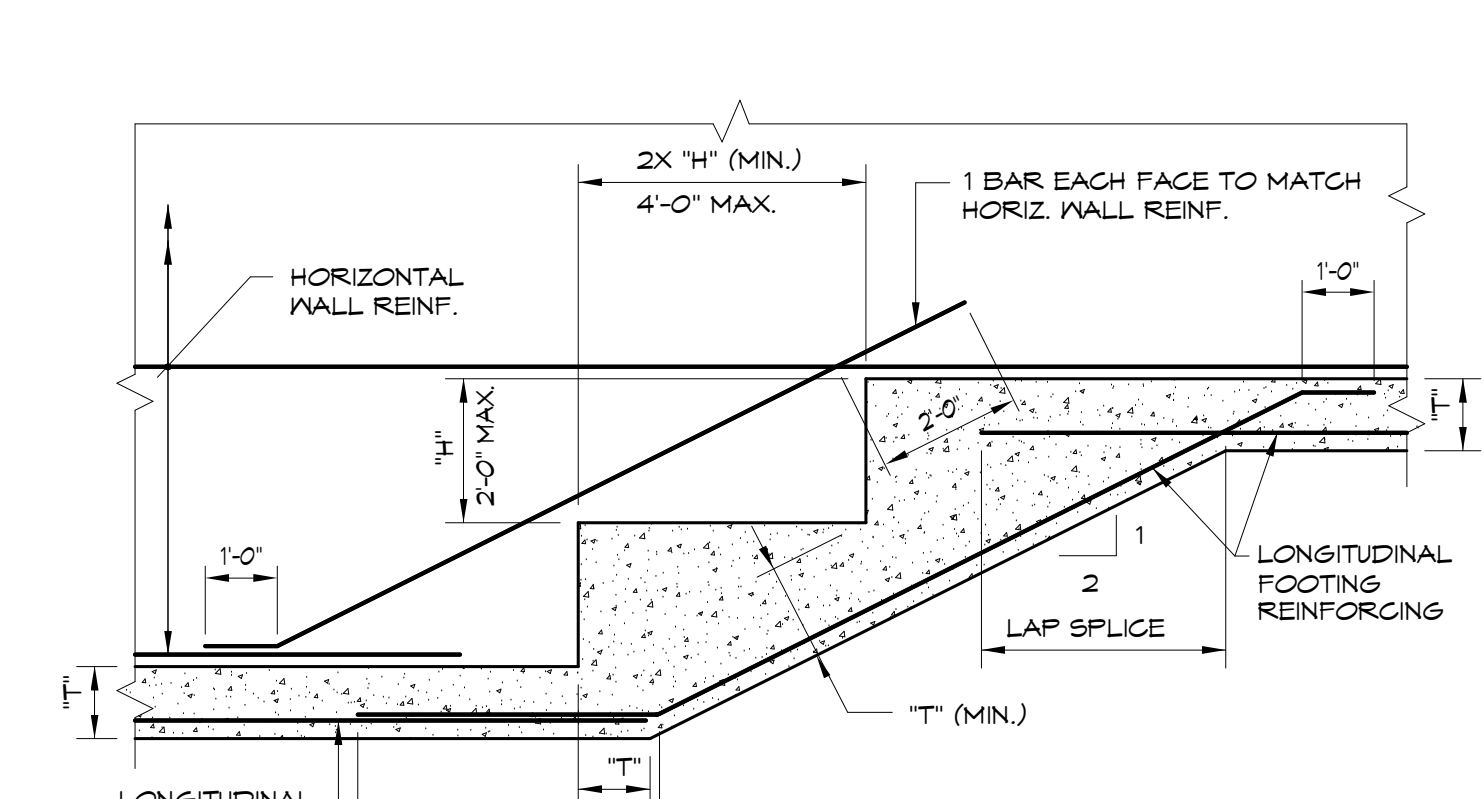 2X "H" (MIN.)
4'-0" MAX.
1 BAR EACH FACE TO MATCH
HORIZ. WALL REINF.
HORIZONTAL
WALL REINF.
1'-0"
"H"
2'-0" MAX.
2'-0"
"T"
1'-0"
1
2
LONGITUDINAL
FOOTING
REINFORCING
LAP SPLICE
"T"
"T" (MIN.)
"T"
LONGITUDINAL